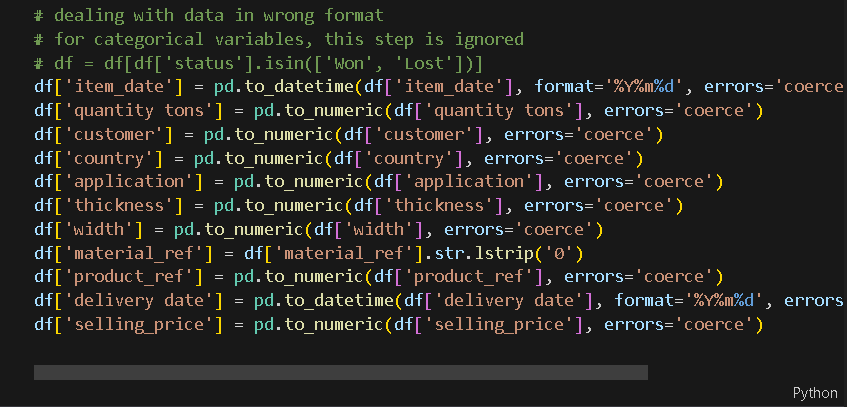 # dealing with data in wrong format
# for categorical variables, this step is ignored
# df = df[df['status'].isin(['Won', 'Lost'])]
df['item_date'] = pd.to_datetime(df['item_date'], format='%Y%m%d', errors='coerce
df['quantity tons'] = pd.to_numeric(df['quantity tons'], errors='coerce')
df['customer'] = pd.to_numeric(df['customer'], errors='coerce')
df['country'] = pd.to_numeric(df['country'], errors='coerce')
df['application'] = pd.to_numeric(df['application'], errors='coerce')
df['thickness'] = pd.to_numeric(df['thickness'], errors='coerce')
df['width'] = pd.to_numeric(df['width'], errors='coerce')
df['material_ref'] = df['material_ref'].str.lstrip('0')
df['product_ref'] = pd.to_numeric(df['product_ref'], errors='coerce')
df['delivery date'] = pd.to_datetime(df['delivery date'], format='%Y%m%d', errors
df['selling_price'] = pd.to_numeric(df['selling_price'], errors='coerce')
Python